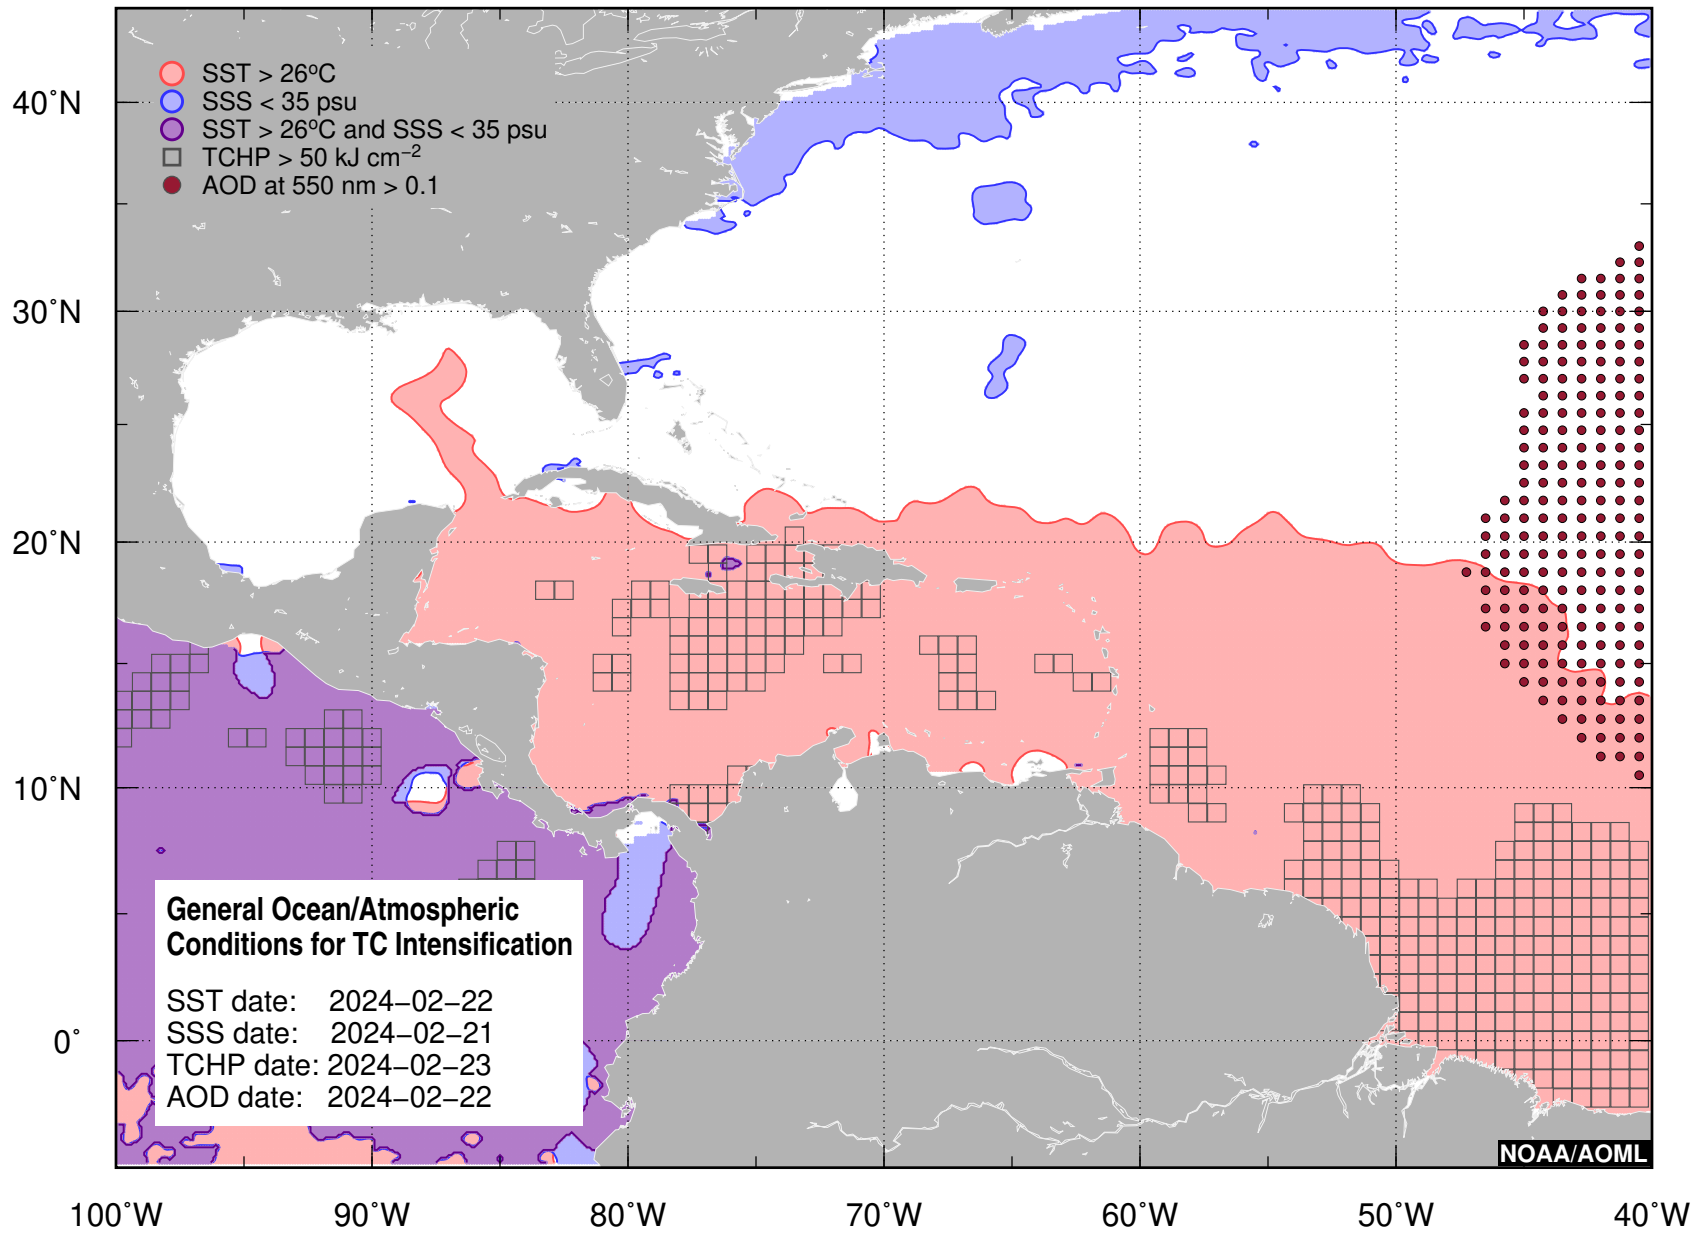 SST > 26°C
SSS < 35 psu
SST > 26°C and SSS < 35 psu
TCHP > 50 kJ cm⁻²
AOD at 550 nm > 0.1
40°N
30°N
20°N
10°N
0°
General Ocean/Atmospheric
Conditions for TC Intensification
SST date: 2024−02−22
SSS date: 2024−02−21
TCHP date: 2024−02−23
AOD date: 2024−02−22
NOAA/AOML
100°W 90°W 80°W 70°W 60°W 50°W 40°W